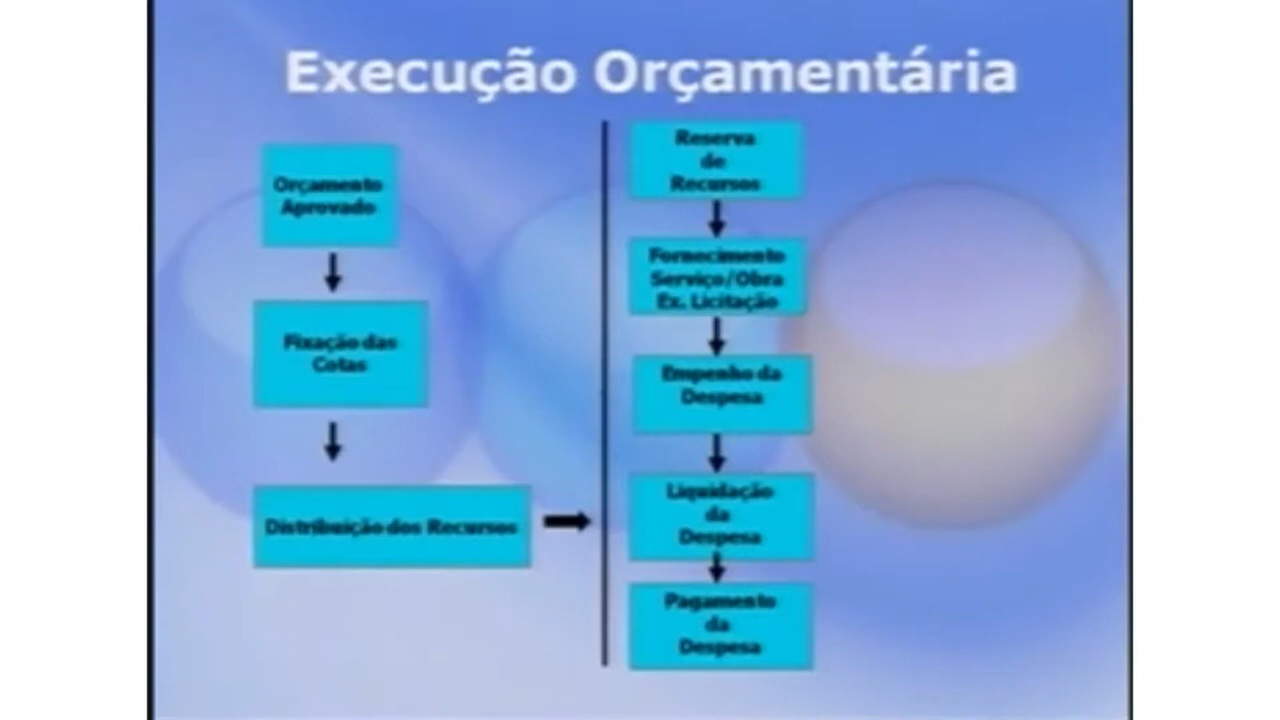 Execução Orçamentária
Orçamento
Aprovado
Fixação das
Cotas
Distribuição dos Recursos
Reserva
de
Recursos
Fornecimento
Serviço/Obra
Ex. Licitação
Empenho da
Despesa
Liquidação
da
Despesa
Pagamento
da
Despesa